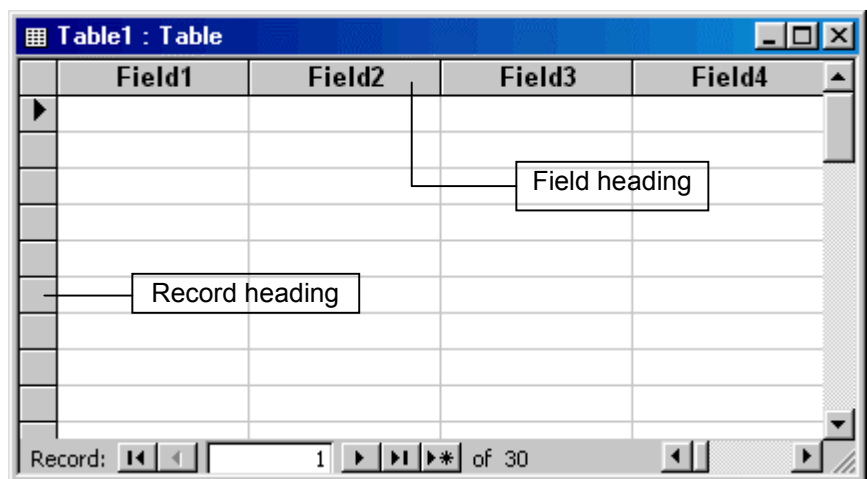 Table1 : Table
Field1 Field2 Field3 Field4
Field heading
Record heading
Record: 1 of 30